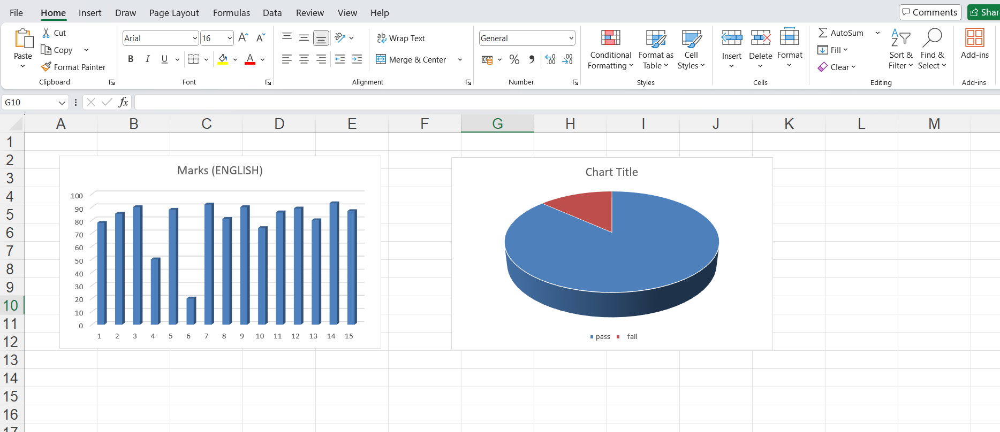 File Home Insert Draw Page Layout Formulas Data Review View Help Comments Shar
Paste
Cut
Copy
Format Painter
Clipboard
Arial 16 A A
B I U A
Font
ab Wrap Text
Merge & Center
Alignment
General
% .00 .00
Number
Conditional Formatting
Format as Table
Cell Styles
Styles
Insert Delete Format
Cells
AutoSum
Fill
Clear
Sort & Filter
Find & Select
Editing
Add-ins
Add-ins
G10 fx
A B C D E F G H I J K L M
1
2
3
4
5
6
7
8
9
10
11
12
13
14
15
16
17
Marks (ENGLISH)
100
90
80
70
60
50
40
30
20
10
0
1 2 3 4 5 6 7 8 9 10 11 12 13 14 15
Chart Title
pass fail